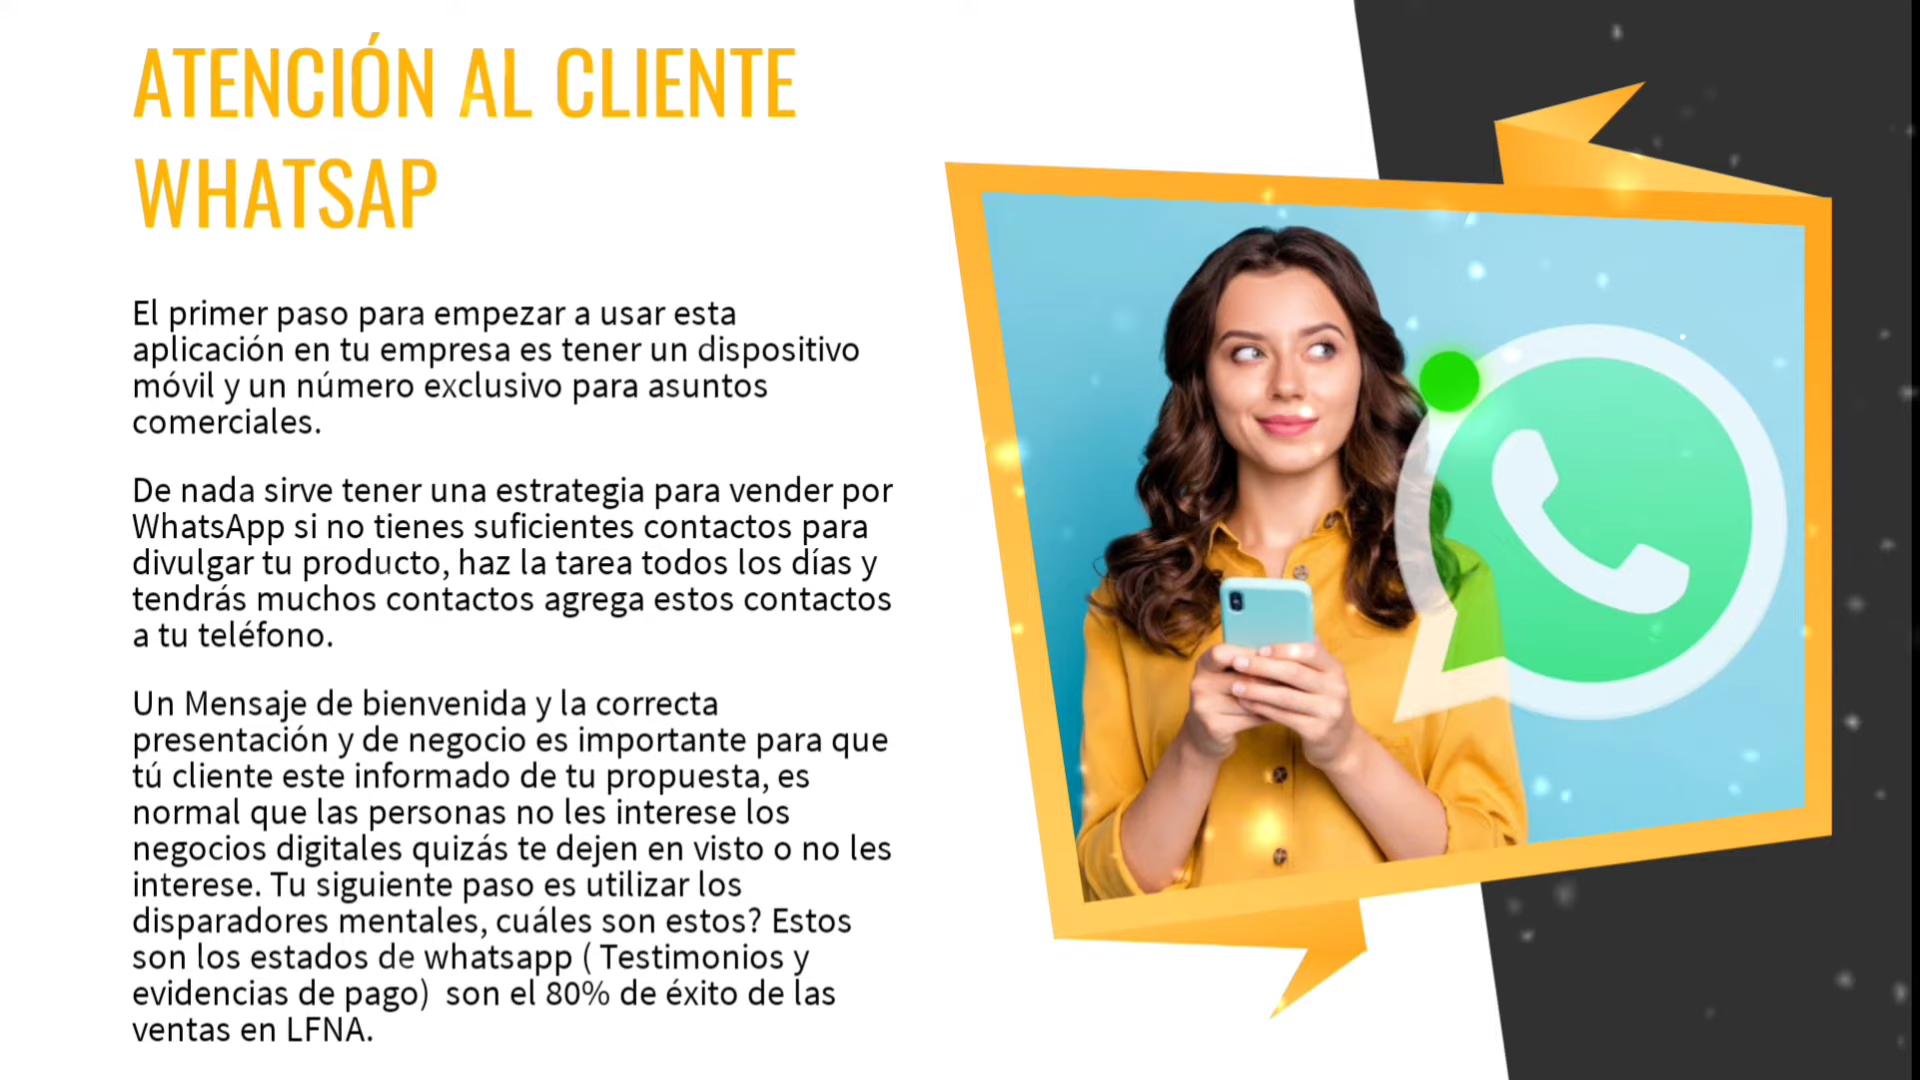 ATENCIÓN AL CLIENTE
WHATSAP
El primer paso para empezar a usar esta
aplicación en tu empresa es tener un dispositivo
móvil y un número exclusivo para asuntos
comerciales.
De nada sirve tener una estrategia para vender por
WhatsApp si no tienes suficientes contactos para
divulgar tu producto, haz la tarea todos los días y
tendrás muchos contactos agrega estos contactos
a tu teléfono.
Un Mensaje de bienvenida y la correcta
presentación y de negocio es importante para que
tú cliente este informado de tu propuesta, es
normal que las personas no les interese los
negocios digitales quizás te dejen en visto o no les
interese. Tu siguiente paso es utilizar los
disparadores mentales, cuáles son estos? Estos
son los estados de whatsapp ( Testimonios y
evidencias de pago)  son el 80% de éxito de las
ventas en LFNA.